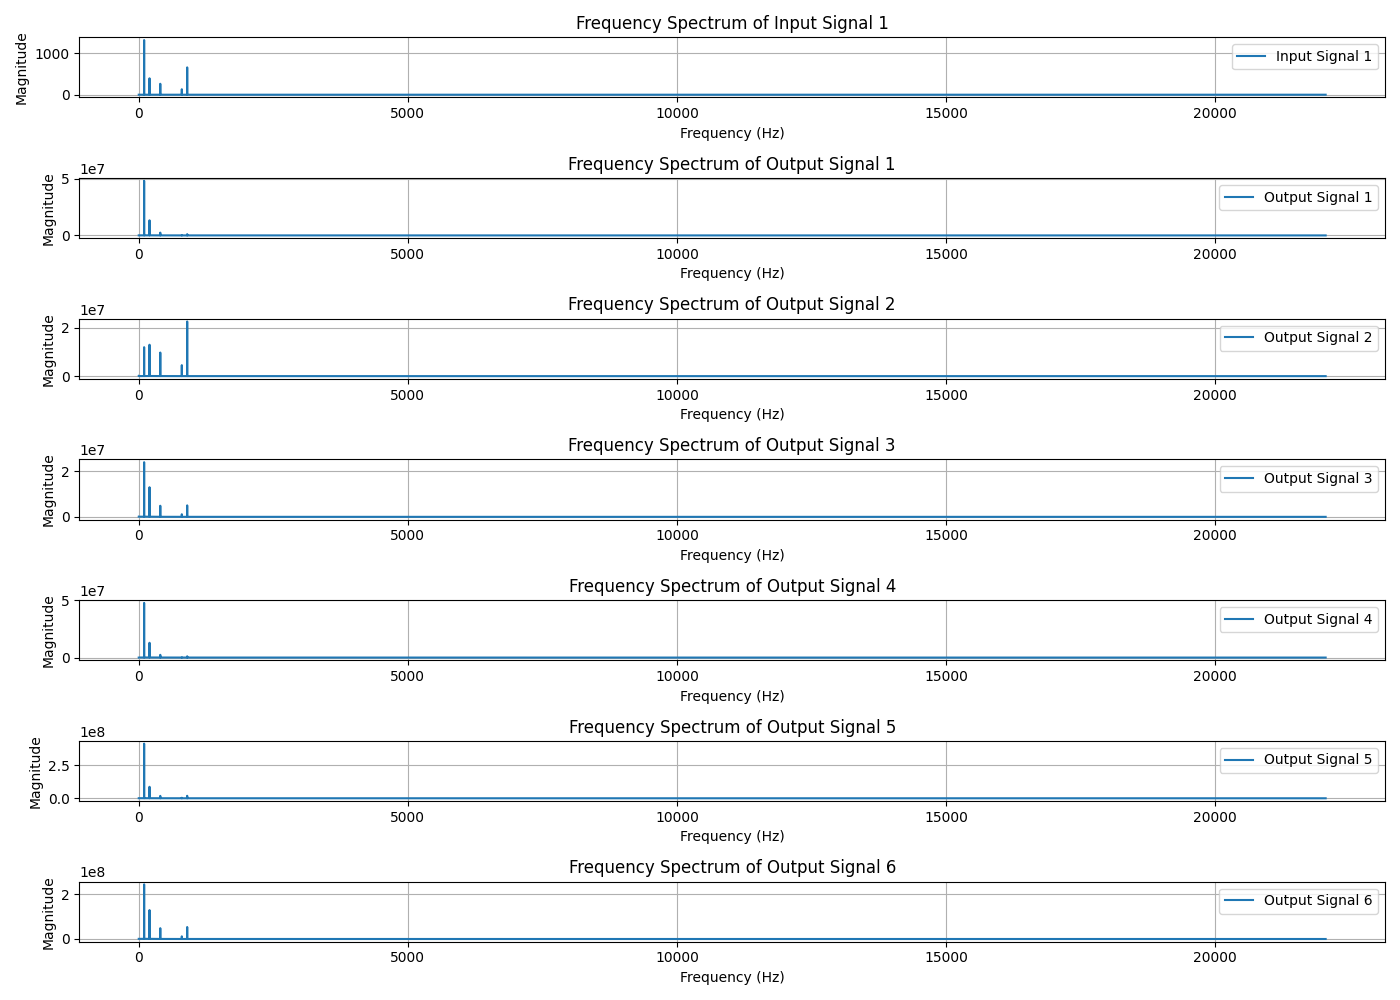 Frequency Spectrum of Input Signal 1
Magnitude
1000
0
Input Signal 1
0 5000 10000 15000 20000
Frequency (Hz)
Frequency Spectrum of Output Signal 1
1e7
Magnitude
5
0
Output Signal 1
0 5000 10000 15000 20000
Frequency (Hz)
Frequency Spectrum of Output Signal 2
1e7
Magnitude
2
0
Output Signal 2
0 5000 10000 15000 20000
Frequency (Hz)
Frequency Spectrum of Output Signal 3
1e7
Magnitude
2
0
Output Signal 3
0 5000 10000 15000 20000
Frequency (Hz)
Frequency Spectrum of Output Signal 4
1e7
Magnitude
5
0
Output Signal 4
0 5000 10000 15000 20000
Frequency (Hz)
Frequency Spectrum of Output Signal 5
1e8
Magnitude
2.5
0.0
Output Signal 5
0 5000 10000 15000 20000
Frequency (Hz)
Frequency Spectrum of Output Signal 6
1e8
Magnitude
2
0
Output Signal 6
0 5000 10000 15000 20000
Frequency (Hz)